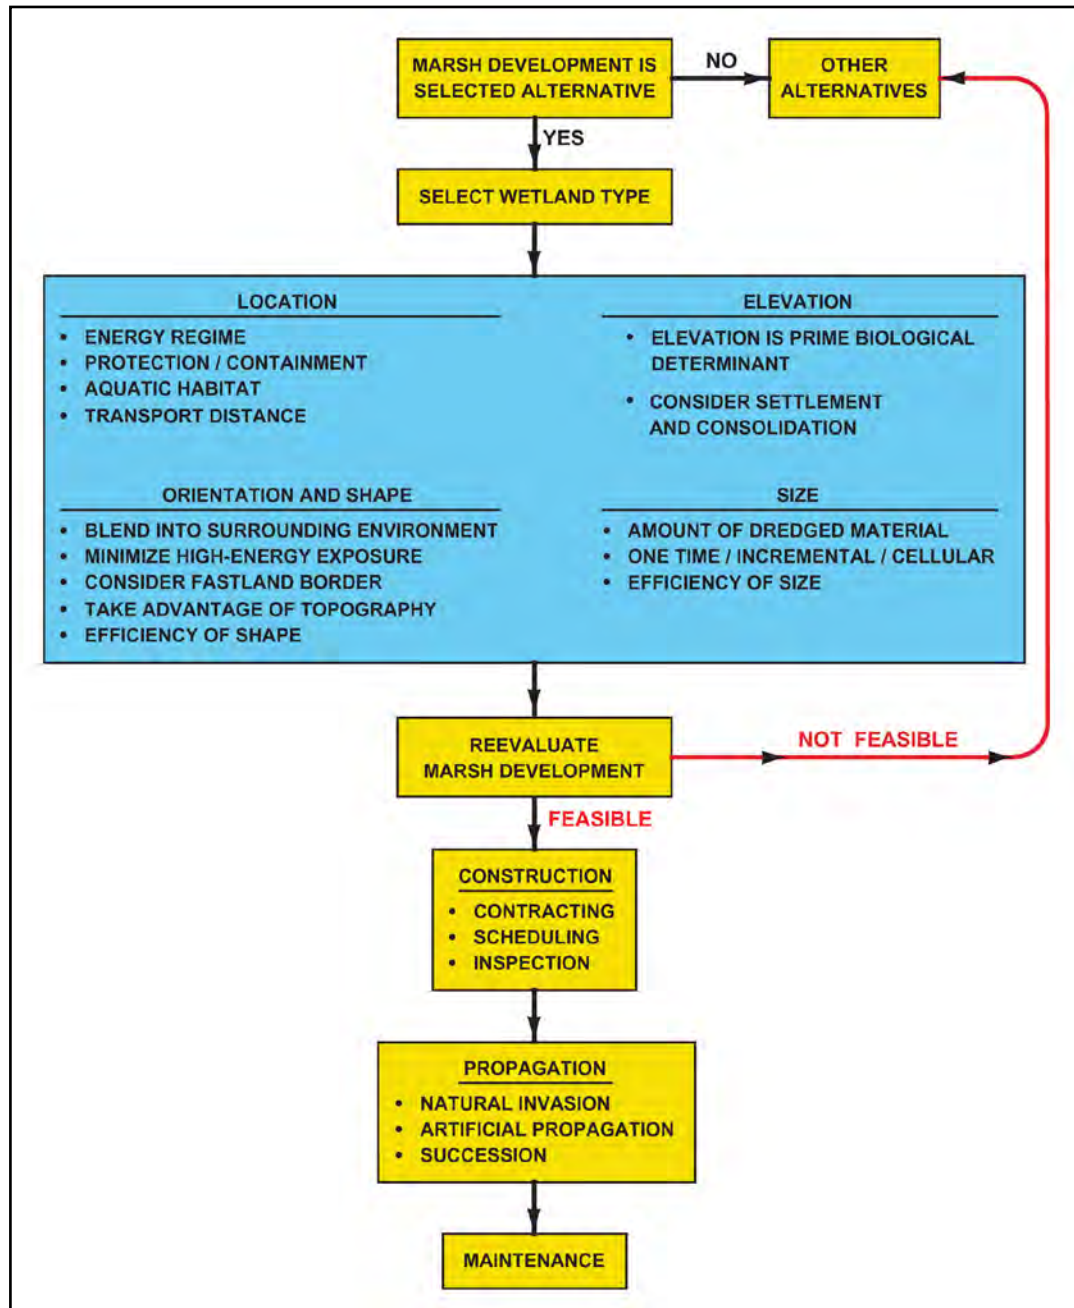 MARSH DEVELOPMENT IS
SELECTED ALTERNATIVE
NO
OTHER
ALTERNATIVES
YES
SELECT WETLAND TYPE
LOCATION
• ENERGY REGIME
• PROTECTION / CONTAINMENT
• AQUATIC HABITAT
• TRANSPORT DISTANCE
ELEVATION
• ELEVATION IS PRIME BIOLOGICAL
DETERMINANT
• CONSIDER SETTLEMENT
AND CONSOLIDATION
ORIENTATION AND SHAPE
• BLEND INTO SURROUNDING ENVIRONMENT
• MINIMIZE HIGH-ENERGY EXPOSURE
• CONSIDER FASTLAND BORDER
• TAKE ADVANTAGE OF TOPOGRAPHY
• EFFICIENCY OF SHAPE
SIZE
• AMOUNT OF DREDGED MATERIAL
• ONE TIME / INCREMENTAL / CELLULAR
• EFFICIENCY OF SIZE
REEVALUATE
MARSH DEVELOPMENT
NOT FEASIBLE
FEASIBLE
CONSTRUCTION
• CONTRACTING
• SCHEDULING
• INSPECTION
PROPAGATION
• NATURAL INVASION
• ARTIFICIAL PROPAGATION
• SUCCESSION
MAINTENANCE